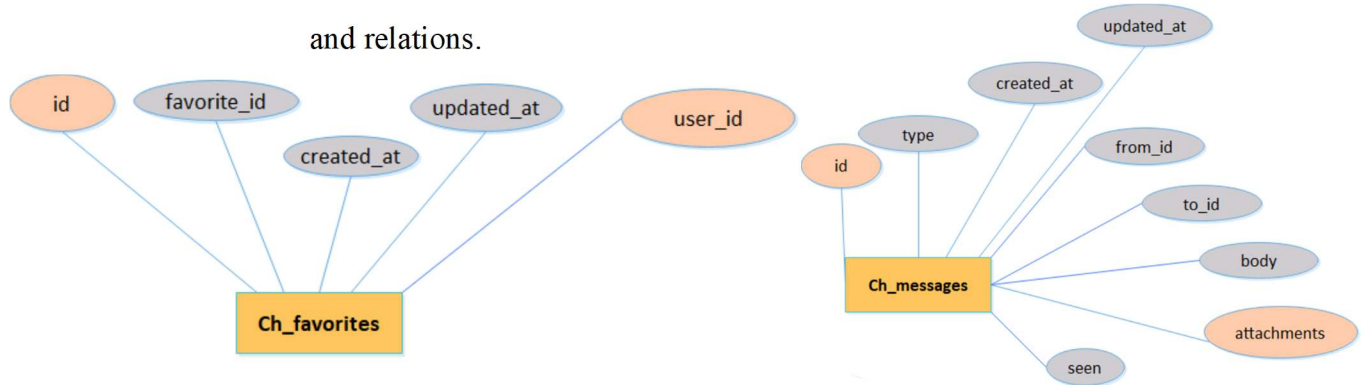 and relations.
id
favorite_id
created_at
updated_at
user_id
Ch_favorites
id
type
created_at
updated_at
from_id
to_id
body
attachments
seen
Ch_messages